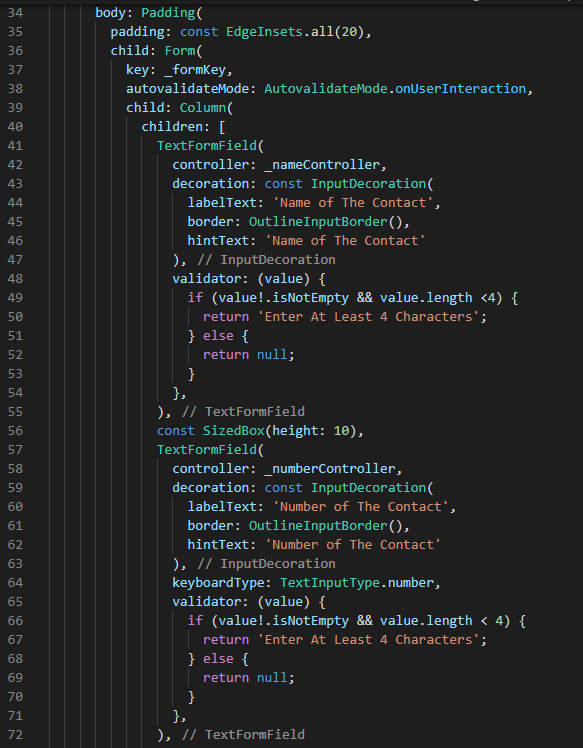 34 body: Padding(
35 padding: const EdgeInsets.all(20),
36 child: Form(
37 key: _formKey,
38 autovalidateMode: AutovalidateMode.onUserInteraction,
39 child: Column(
40 children: [
41 TextFormField(
42 controller: _nameController,
43 decoration: const InputDecoration(
44 labelText: 'Name of The Contact',
45 border: OutlineInputBorder(),
46 hintText: 'Name of The Contact'
47 ), // InputDecoration
48 validator: (value) {
49 if (value!.isNotEmpty && value.length <4) {
50 return 'Enter At Least 4 Characters';
51 } else {
52 return null;
53 }
54 },
55 ), // TextFormField
56 const SizedBox(height: 10),
57 TextFormField(
58 controller: _numberController,
59 decoration: const InputDecoration(
60 labelText: 'Number of The Contact',
61 border: OutlineInputBorder(),
62 hintText: 'Number of The Contact'
63 ), // InputDecoration
64 keyboardType: TextInputType.number,
65 validator: (value) {
66 if (value!.isNotEmpty && value.length < 4) {
67 return 'Enter At Least 4 Characters';
68 } else {
69 return null;
70 }
71 },
72 ), // TextFormField